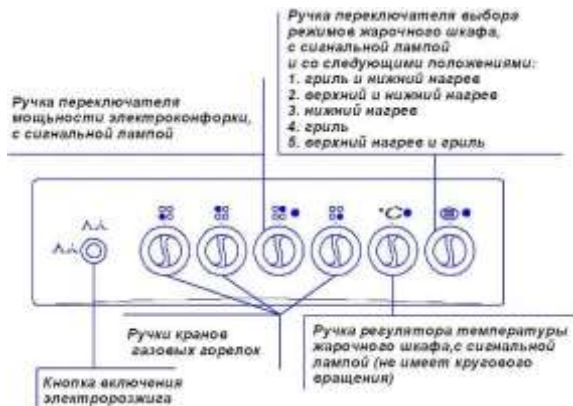 Ручка переключателя выбора
режимов жарочного шкафа,
с сигнальной лампой
и со следующими положениями:
1. гриль и нижний нагрев
2. верхний и нижний нагрев
3. нижний нагрев
4. гриль
5. верхний нагрев и гриль
Ручка переключателя
мощности электроконфорки,
с сигнальной лампой
Ручки кранов
газовых горелок
Ручка регулятора температуры
жарочного шкафа,с сигнальной
лампой (не имеет кругового
вращения)
Кнопка включения
электророзжига